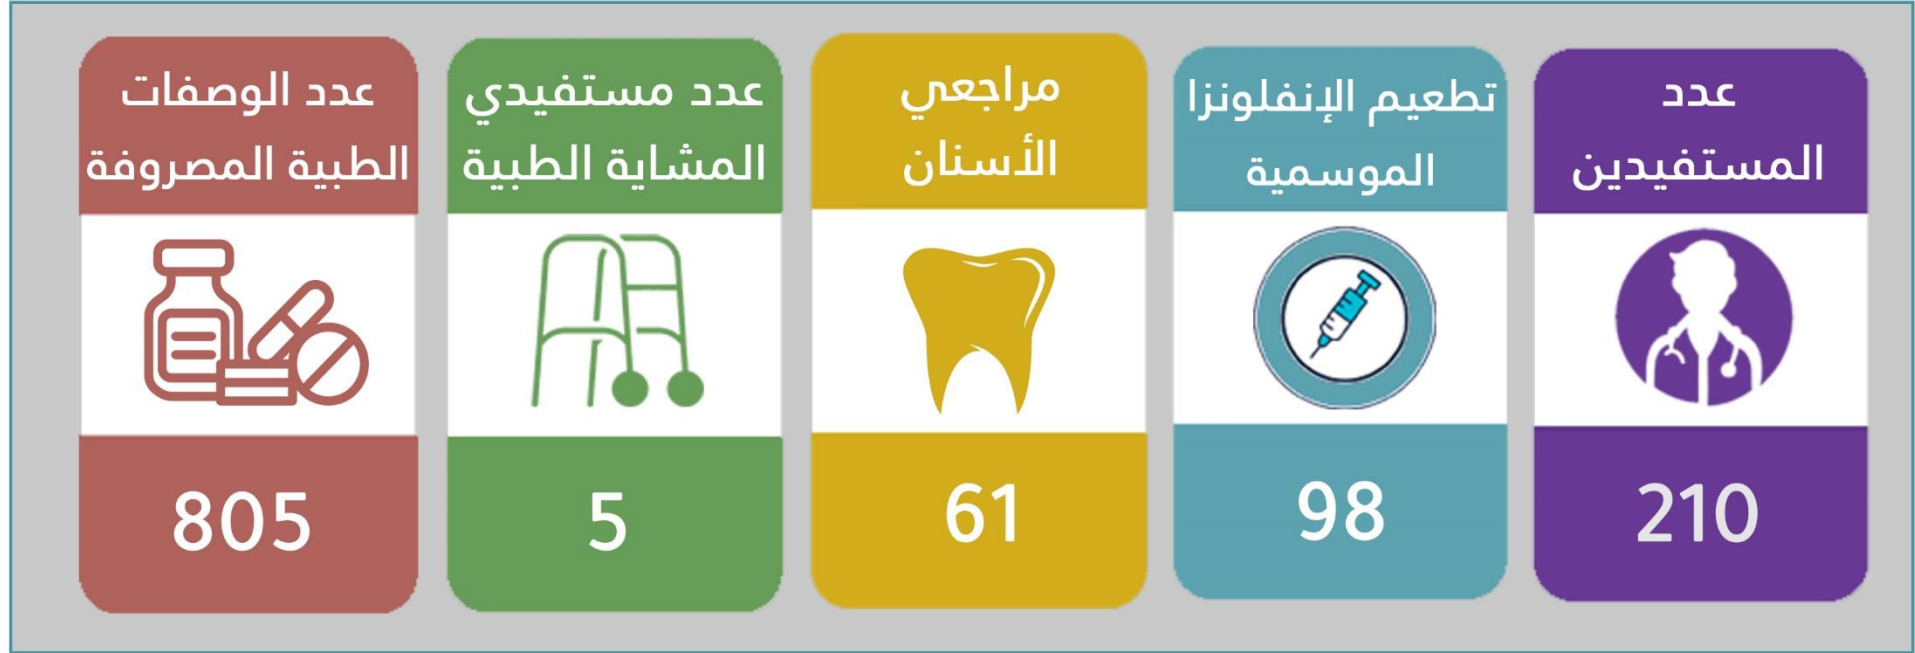 عدد
المستفيدين
210
تطعيم الإنفلونزا
الموسمية
98
مراجعي
الأسنان
61
عدد مستفيدي
المشاية الطبية
5
عدد الوصفات
الطبية المصروفة
805